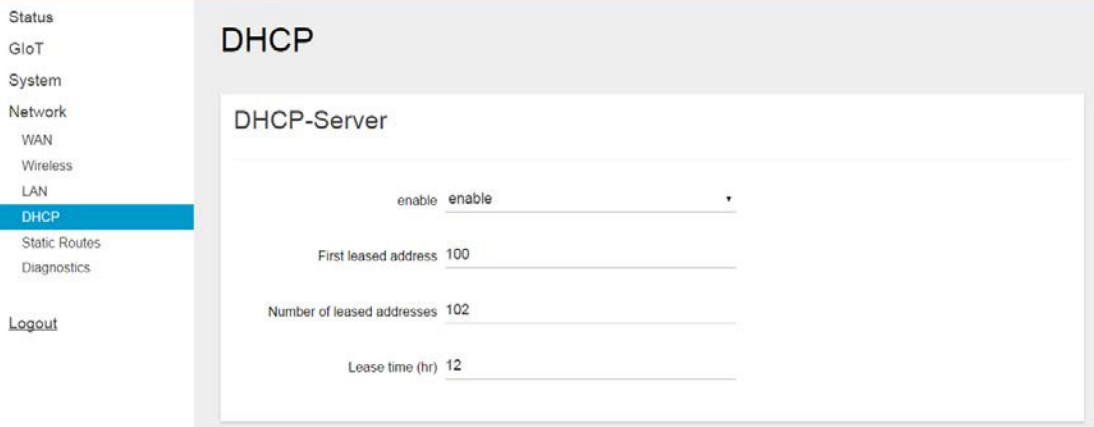 Status
GIoT
System
Network
WAN
Wireless
LAN
DHCP
Static Routes
Diagnostics
Logout
DHCP
DHCP-Server
enable enable
First leased address 100
Number of leased addresses 102
Lease time (hr) 12